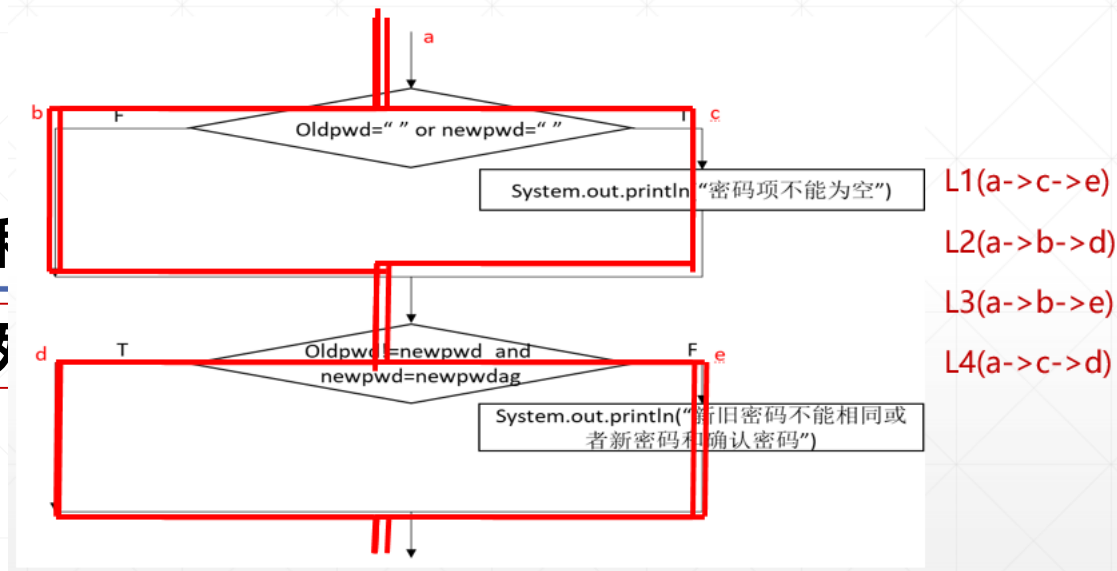 a
b
F
T
c
Oldpwd=“ ” or newpwd=“ ”
System.out.println(“密码项不能为空”)
L1(a->c->e)
L2(a->b->d)
L3(a->b->e)
L4(a->c->d)
d
T
Oldpwd!=newpwd and
newpwd=newpwdag
F
e
System.out.println(“新旧密码不能相同或
者新密码和确认密码”)